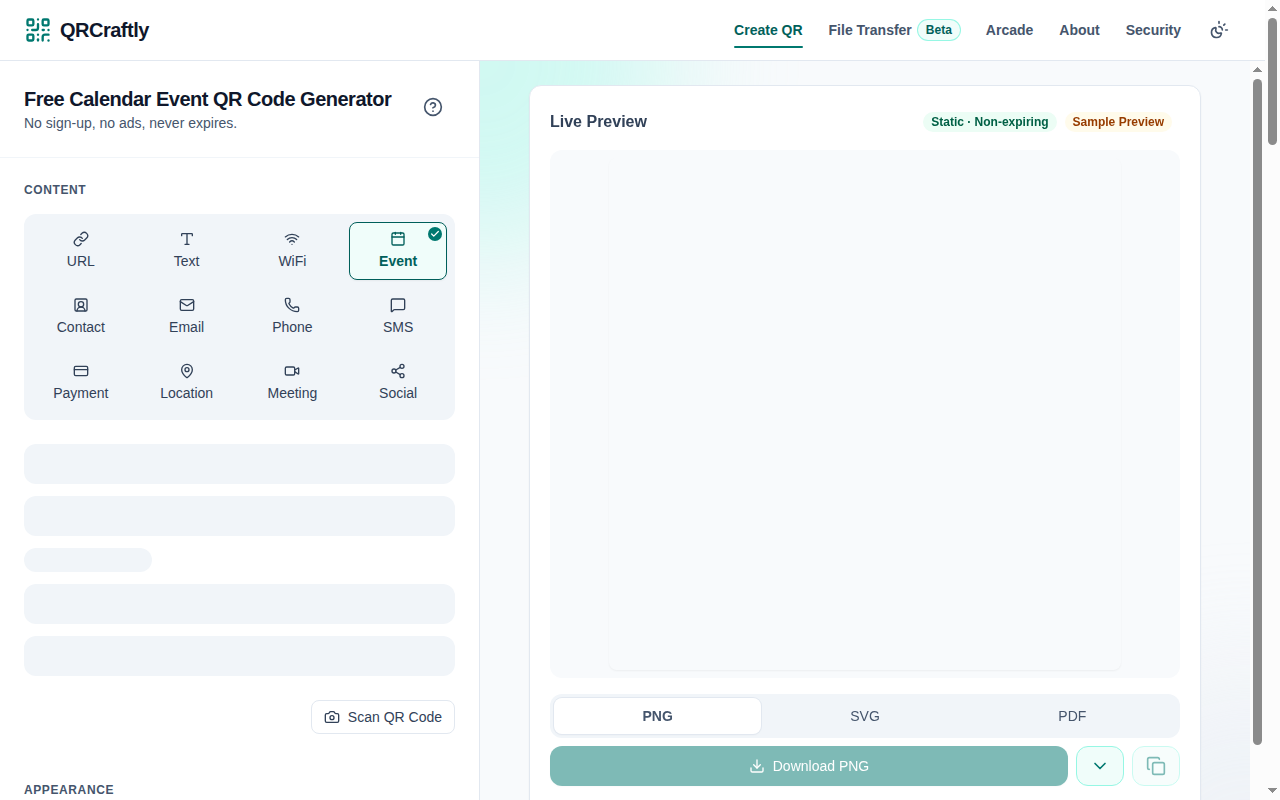 QRCraftly
Create QR
File Transfer
Beta
Arcade
About
Security
Free Calendar Event QR Code Generator
No sign-up, no ads, never expires.
CONTENT
URL
Text
WiFi
Event
Contact
Email
Phone
SMS
Payment
Location
Meeting
Social
Scan QR Code
APPEARANCE
Live Preview
Static · Non-expiring
Sample Preview
PNG
SVG
PDF
Download PNG